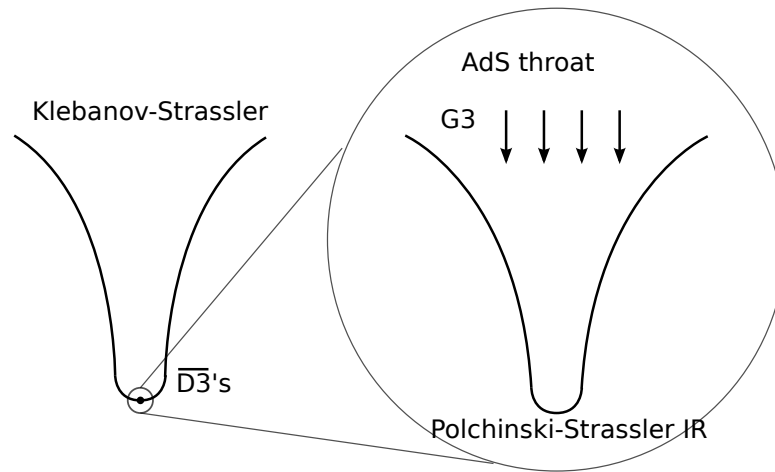 AdS throat
Klebanov-Strassler
G3
D3's
Polchinski-Strassler IR